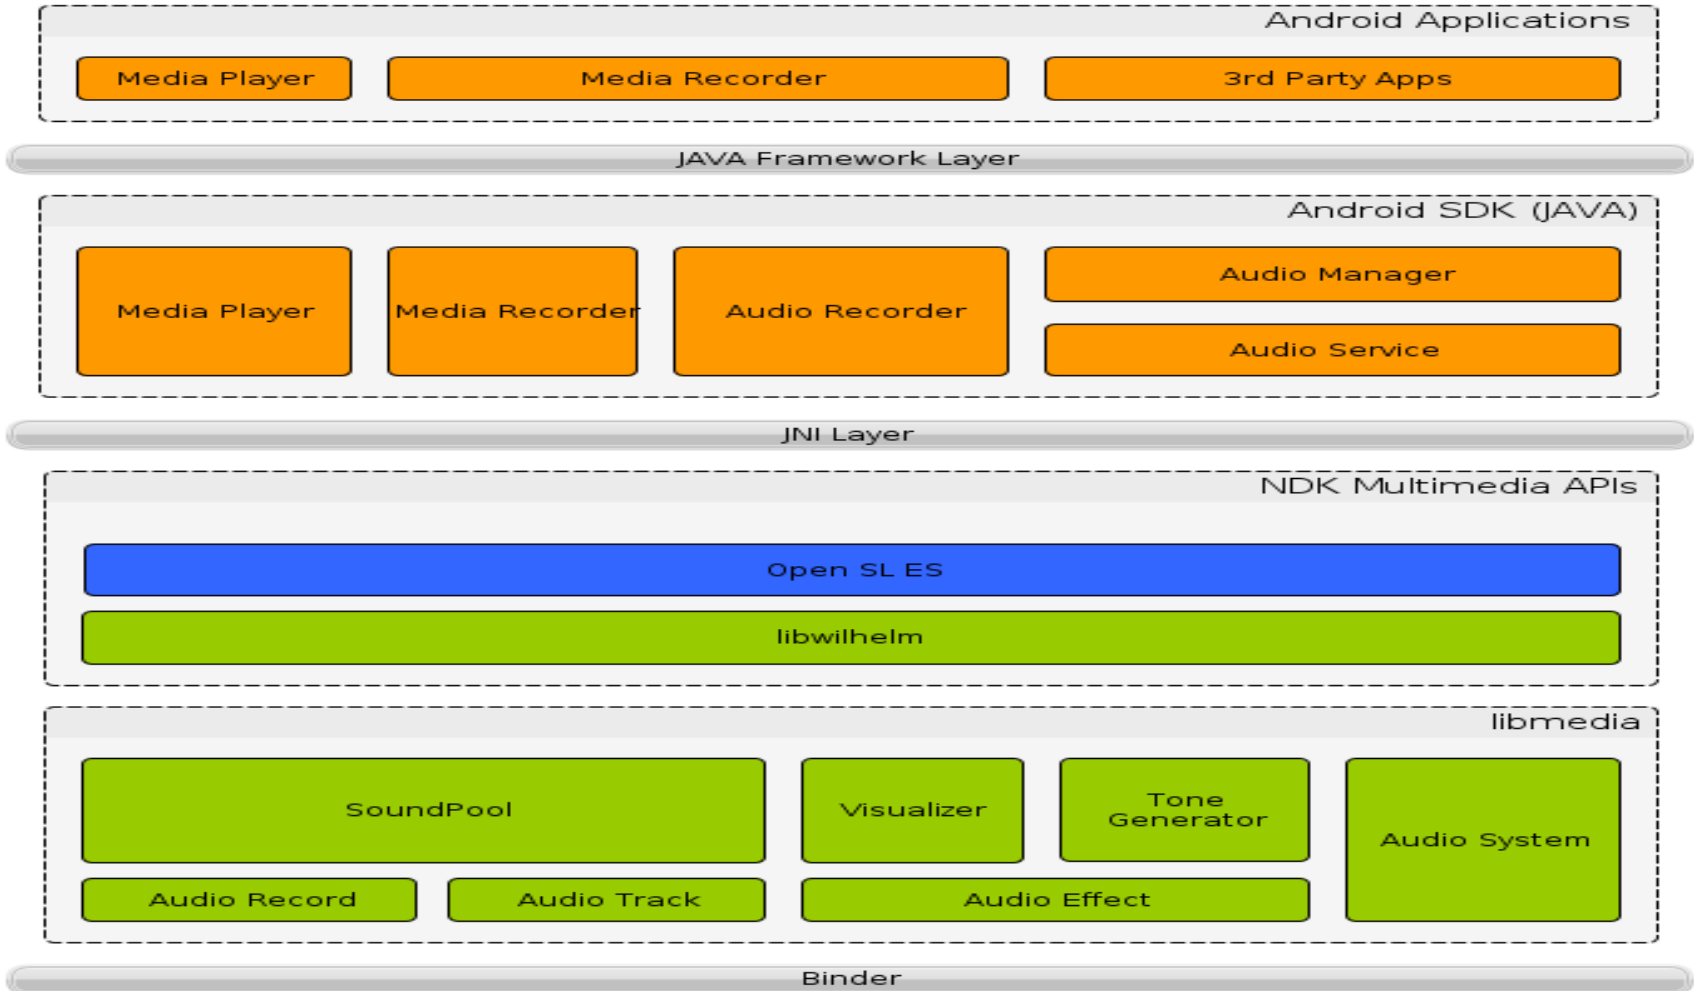 Android Applications
Media Player
Media Recorder
3rd Party Apps
JAVA Framework Layer
Android SDK (JAVA)
Media Player
Media Recorder
Audio Recorder
Audio Manager
Audio Service
JNI Layer
NDK Multimedia APIs
Open SL ES
libwilhelm
libmedia
SoundPool
Visualizer
Tone
Generator
Audio System
Audio Record
Audio Track
Audio Effect
Binder